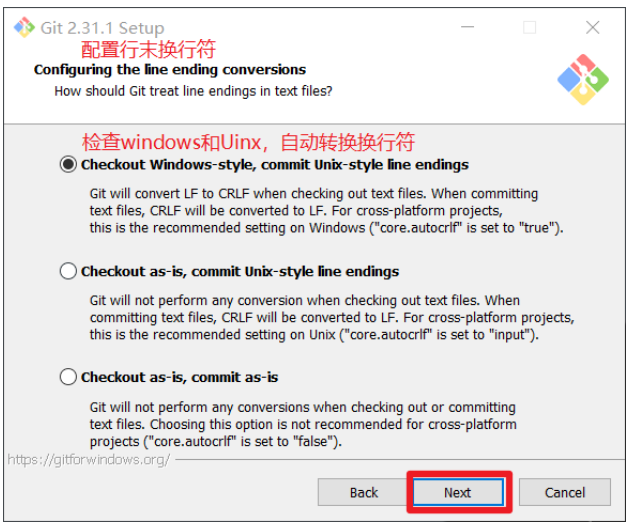 Git 2.31.1 Setup
配置行末换行符
Configuring the line ending conversions
How should Git treat line endings in text files?
检查windows和Uinx，自动转换换行符
Checkout Windows-style, commit Unix-style line endings
Git will convert LF to CRLF when checking out text files. When committing
text files, CRLF will be converted to LF. For cross-platform projects,
this is the recommended setting on Windows ("core.autocrlf" is set to "true").
Checkout as-is, commit Unix-style line endings
Git will not perform any conversion when checking out text files. When
committing text files, CRLF will be converted to LF. For cross-platform projects,
this is the recommended setting on Unix ("core.autocrlf" is set to "input").
Checkout as-is, commit as-is
Git will not perform any conversions when checking out or committing
text files. Choosing this option is not recommended for cross-platform
projects ("core.autocrlf" is set to "false").
https://gitforwindows.org/
Back Next Cancel